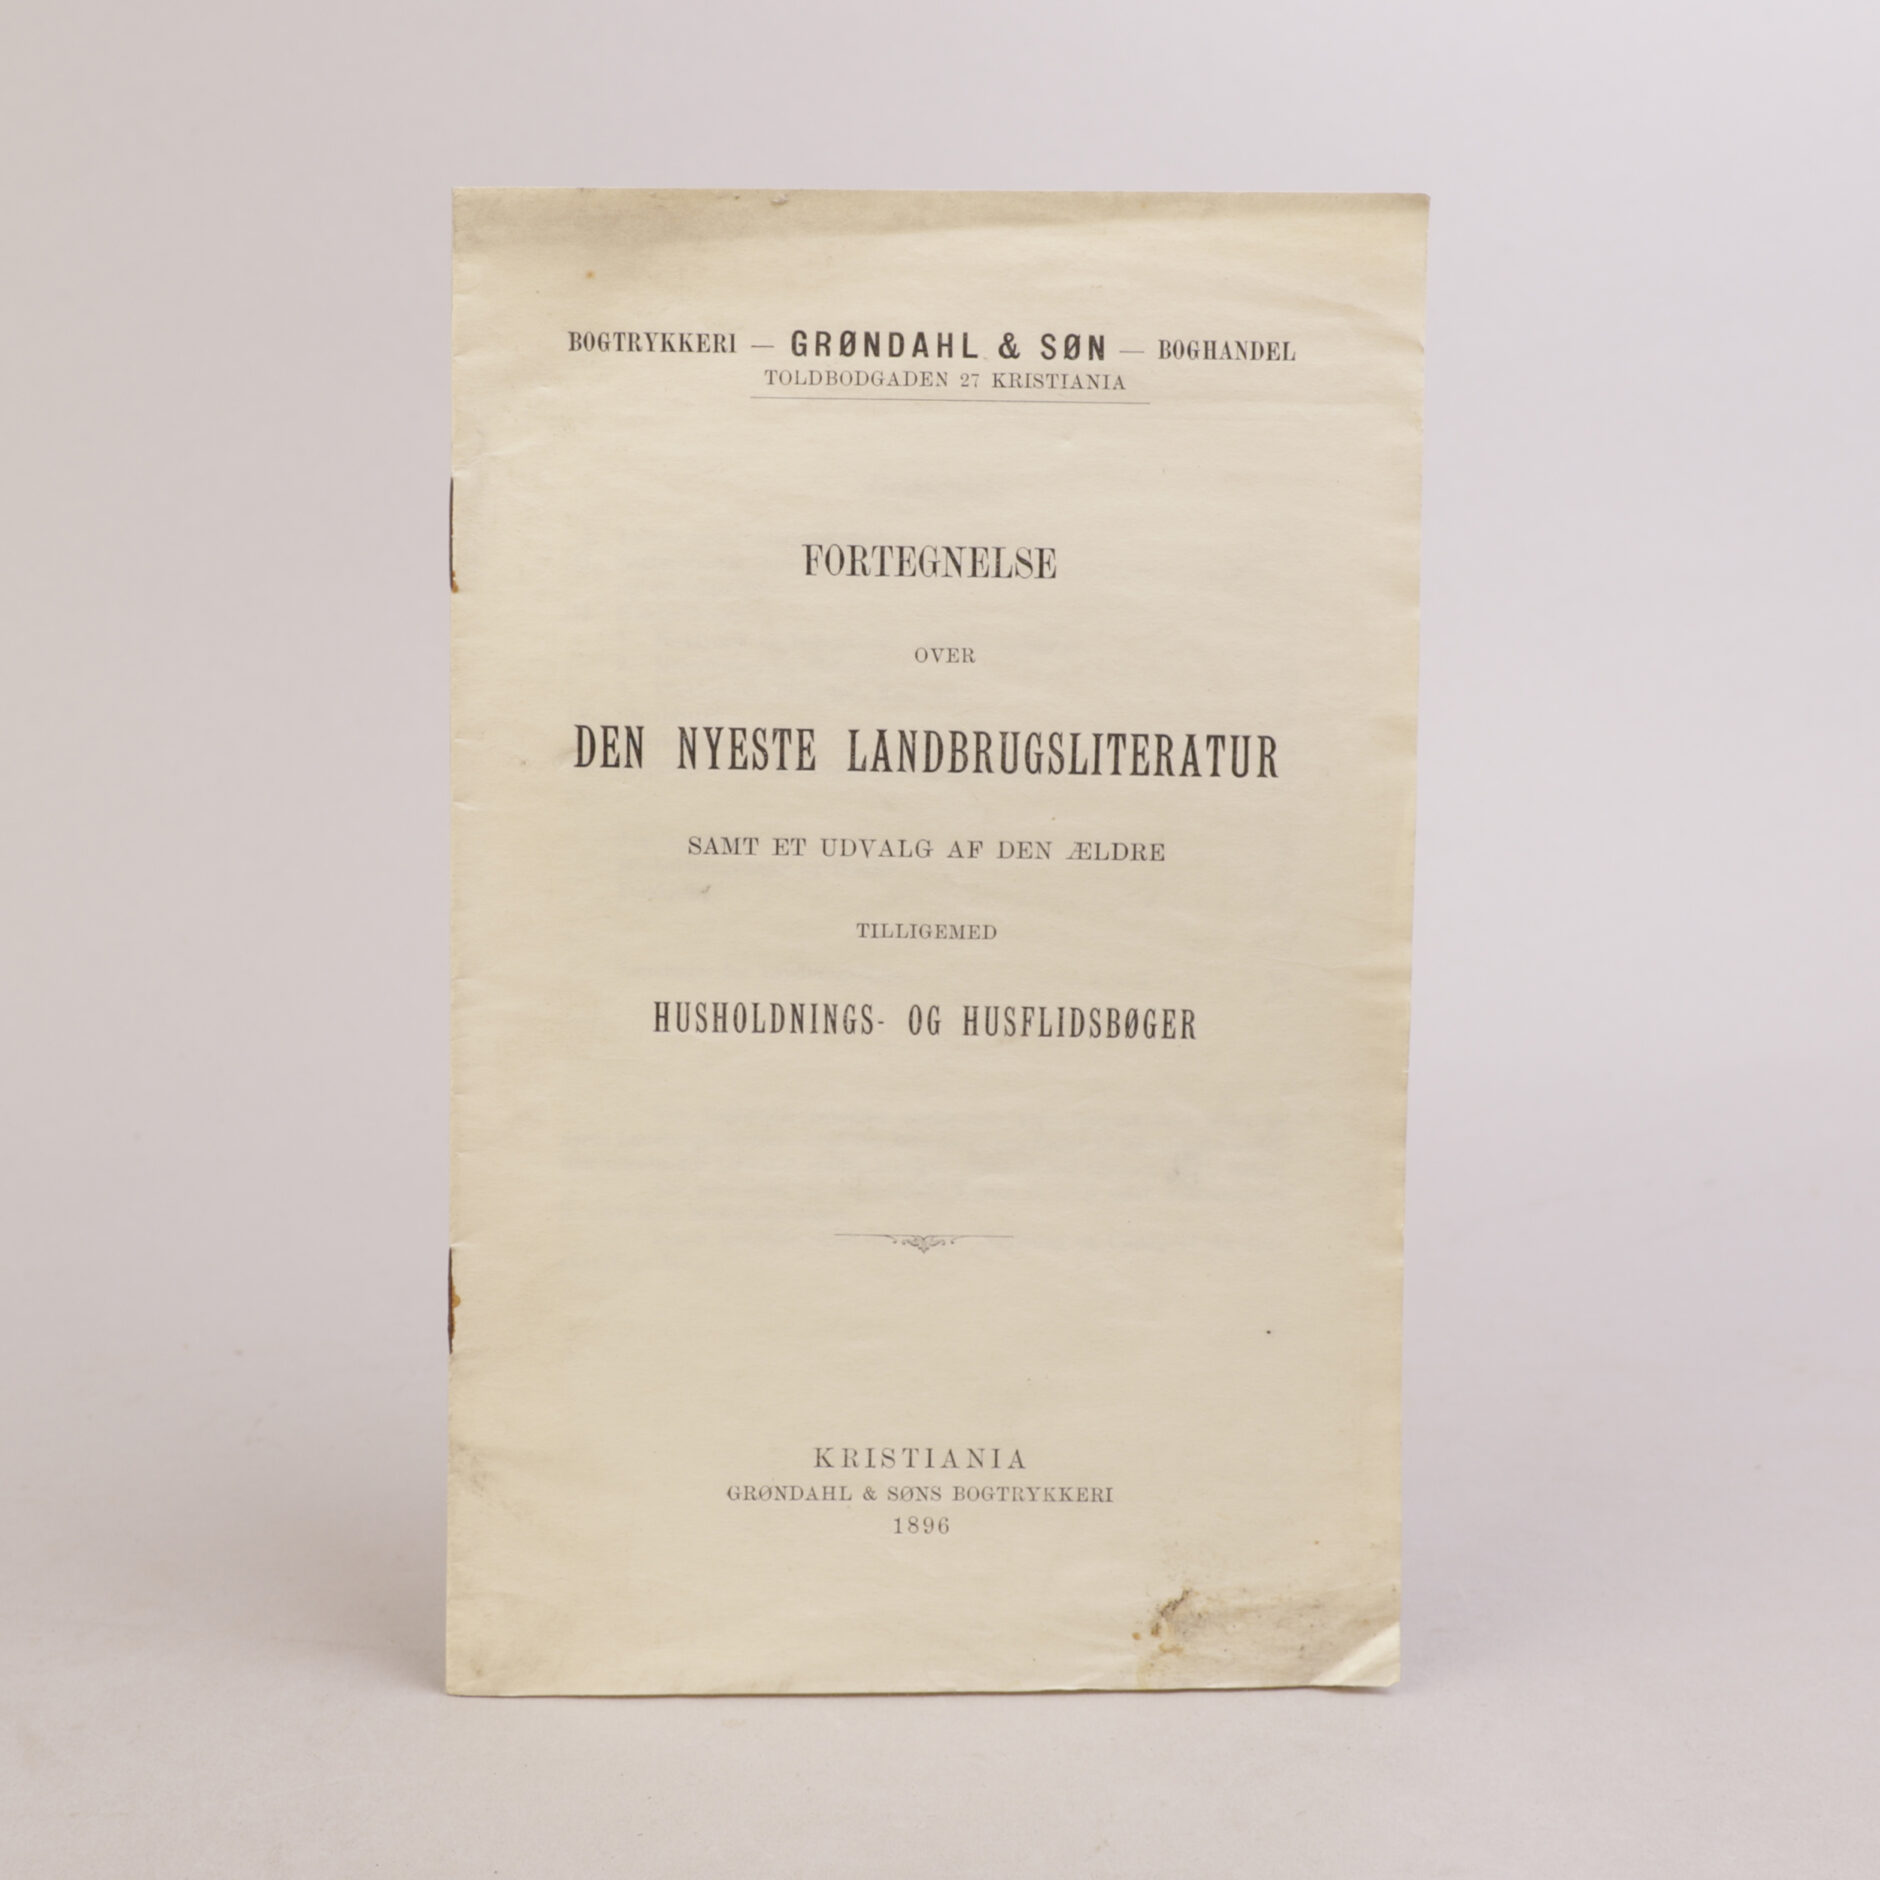 BOGTRYKKERI — GRØNDAHL & SØN — BOGHANDEL
TOLDBODGADEN 27 KRISTIANIA
FORTEGNELSE
OVER
DEN NYESTE LANDBRUGSLITERATUR
SAMT ET UDVALG AF DEN ÆLDRE
TILLIGEMED
HUSHOLDNINGS- OG HUSFLIDSBØGER
KRISTIANIA
GRØNDAHL & SØNS BOGTRYKKERI
1896